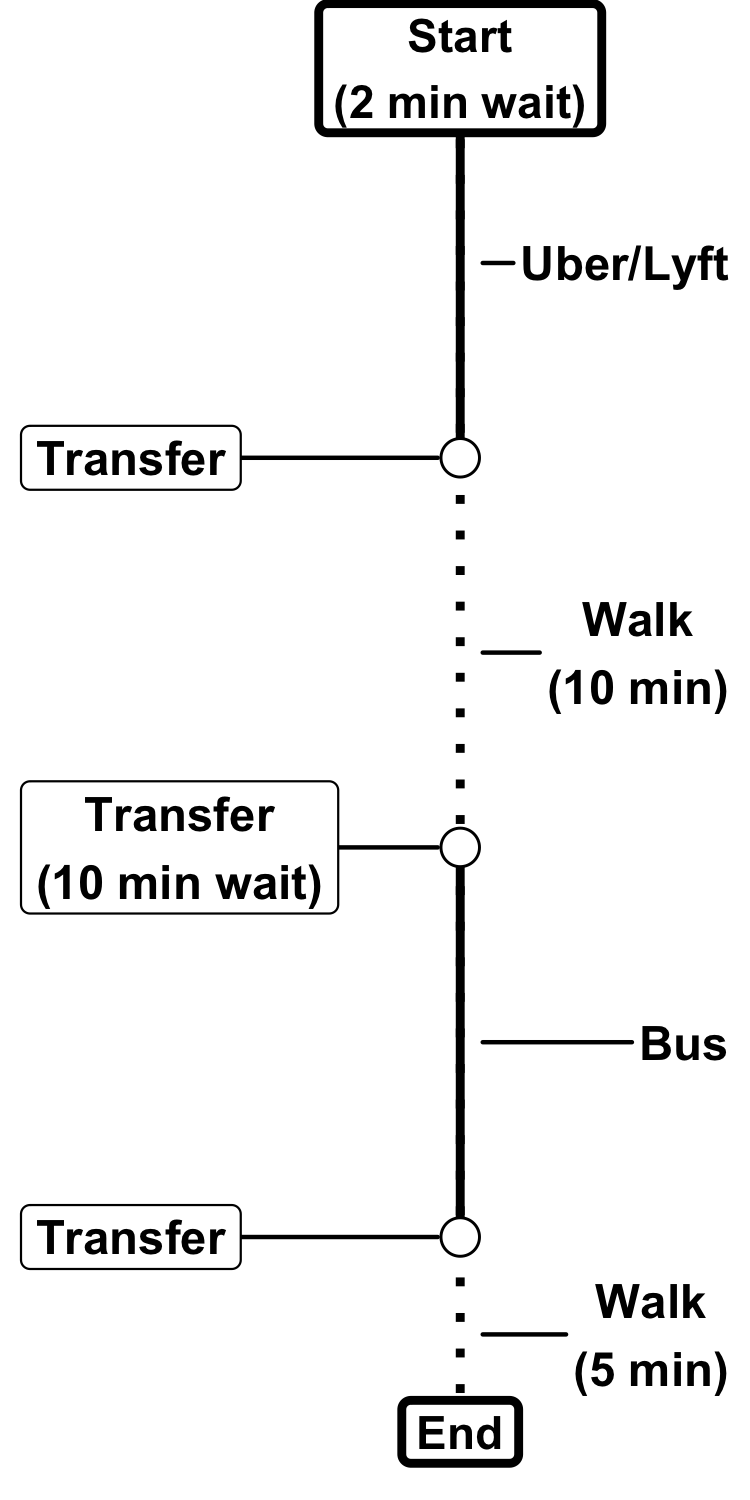 Start
(2 min wait)
Uber/Lyft
Transfer
Walk
(10 min)
Transfer
(10 min wait)
Bus
Transfer
Walk
(5 min)
End